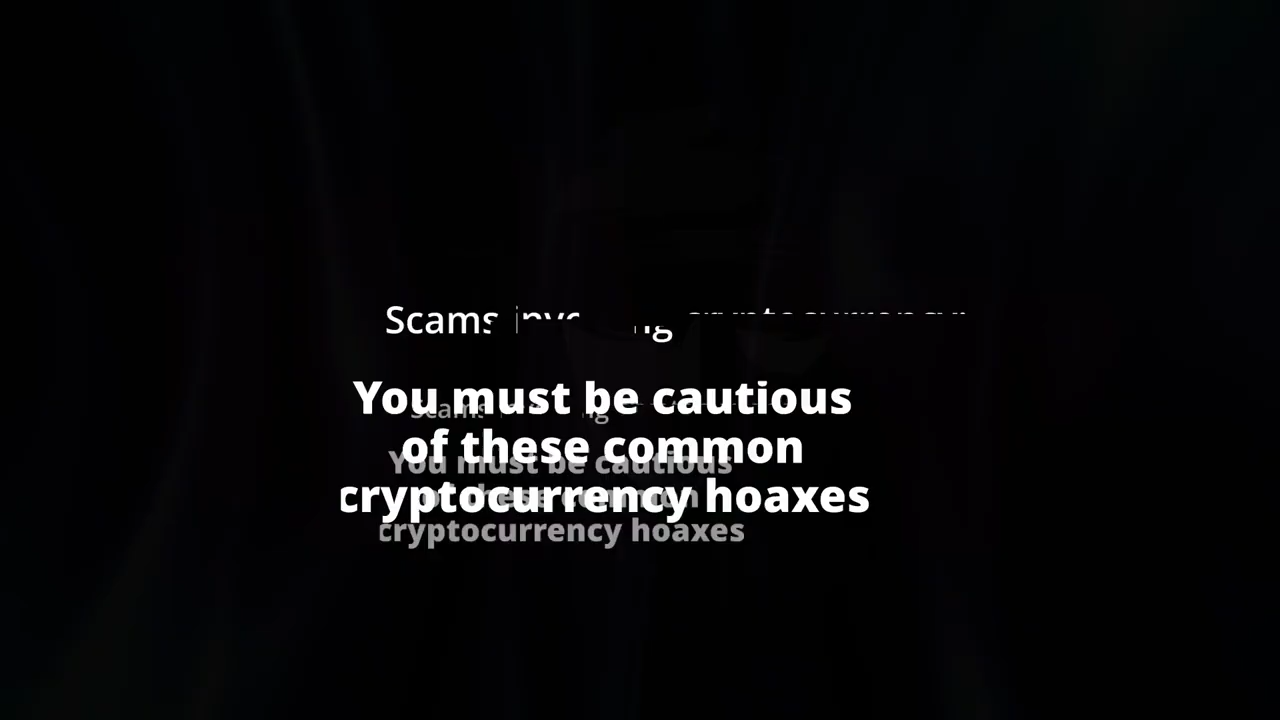 Scams
You must be cautious
of these common
cryptocurrency hoaxes
You must be cautious
cryptocurrency hoaxes